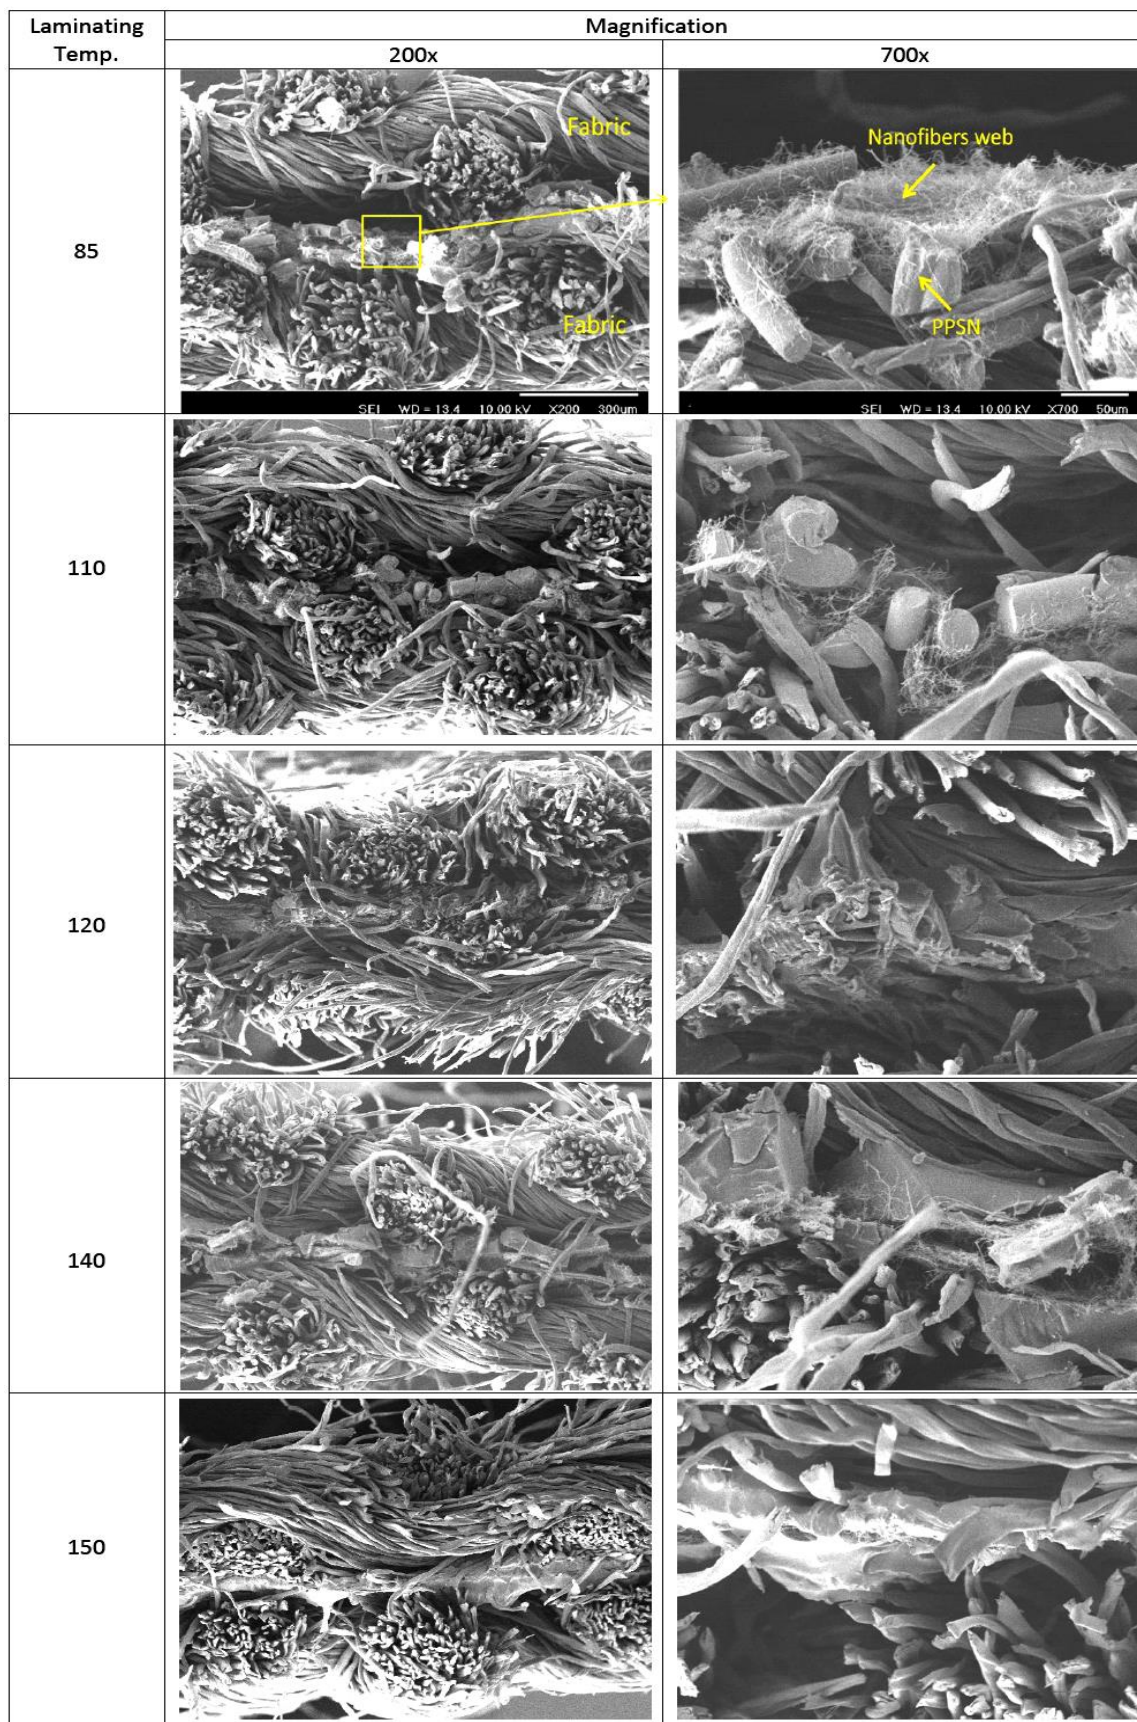 Laminating Temp.
Magnification
200x
700x
85
Fabric
Fabric
SEI WD = 13.4 10.00 kV X200 300um
Nanofibers web
PPSN
SEI WD = 13.4 10.00 kV X700 50um
110
120
140
150